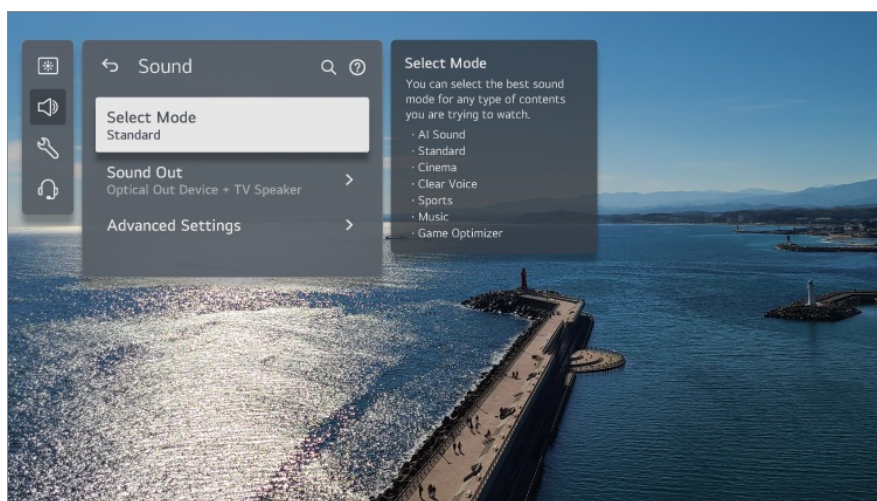 Sound
Select Mode
Standard
Sound Out
Optical Out Device + TV Speaker
Advanced Settings
Select Mode
You can select the best sound
mode for any type of contents
you are trying to watch.
· AI Sound
· Standard
· Cinema
· Clear Voice
· Sports
· Music
· Game Optimizer